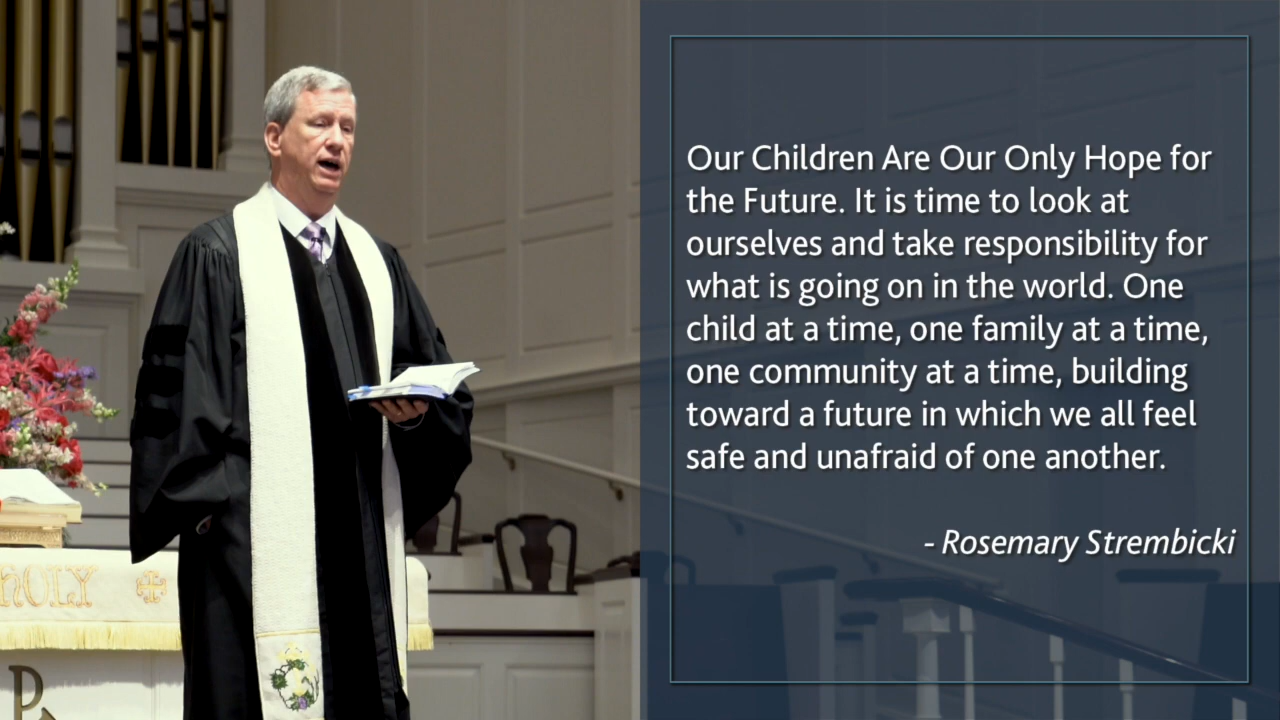 Our Children Are Our Only Hope for
the Future. It is time to look at
ourselves and take responsibility for
what is going on in the world. One
child at a time, one family at a time,
one community at a time, building
toward a future in which we all feel
safe and unafraid of one another.
- Rosemary Strembicki
HOLY